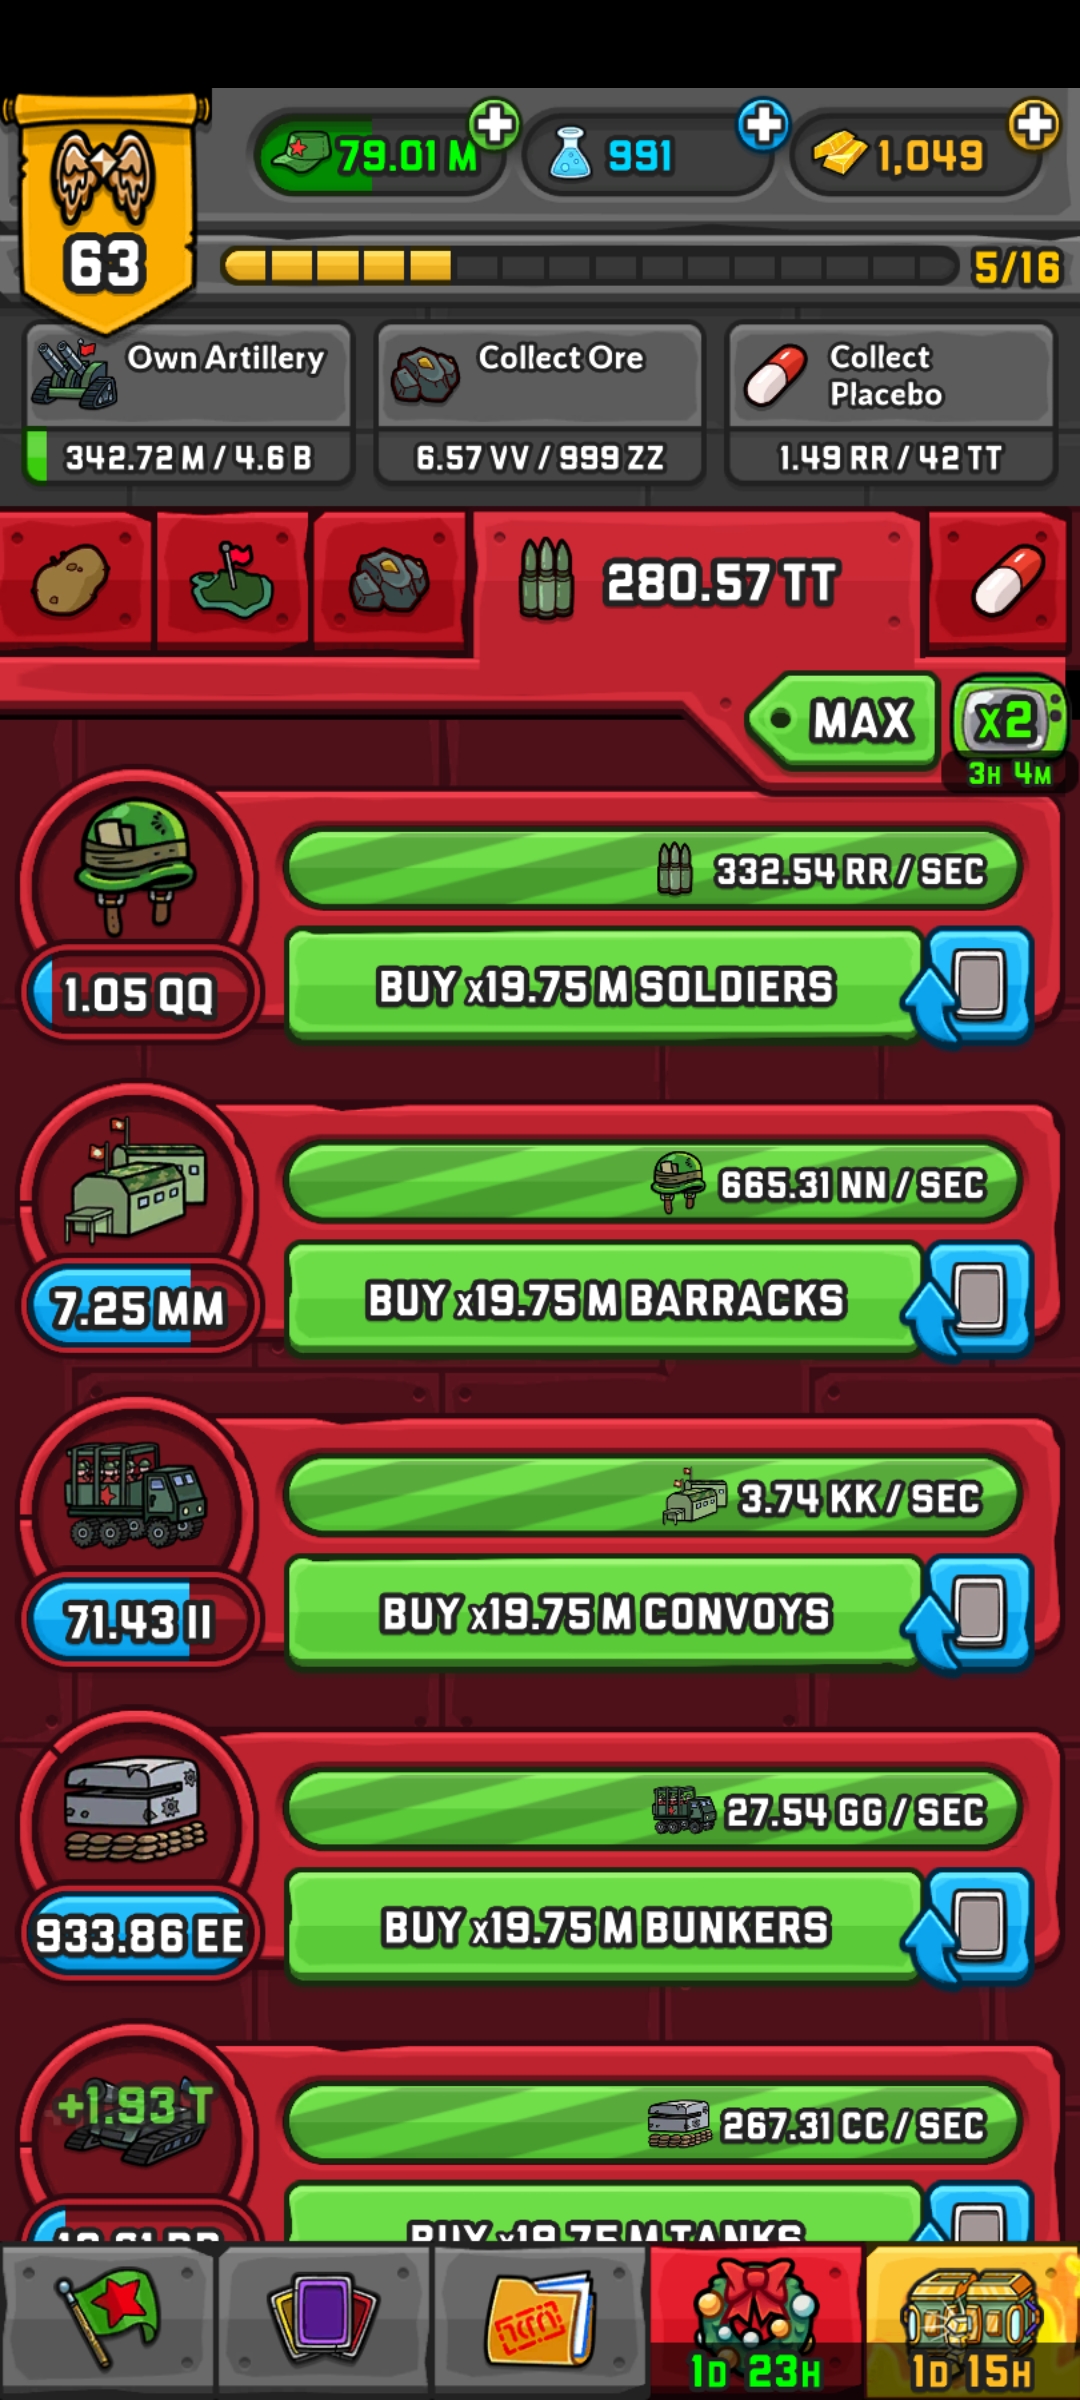 79.01 M
991
1,049
63
5/16
Own Artillery
342.72 M / 4.6 B
Collect Ore
6.57 VV / 999 ZZ
Collect
Placebo
1.49 RR / 42 TT
280.57 TT
MAX
x2
3H 4M
332.54 RR / SEC
1.05 QQ
BUY x19.75 M SOLDIERS
665.31 NN / SEC
7.25 MM
BUY x19.75 M BARRACKS
3.74 KK / SEC
71.43 II
BUY x19.75 M CONVOYS
27.54 GG / SEC
933.86 EE
BUY x19.75 M BUNKERS
+1.93 T
267.31 CC / SEC
BUY x19.75 M TANKS
1D 23H
1D 15H